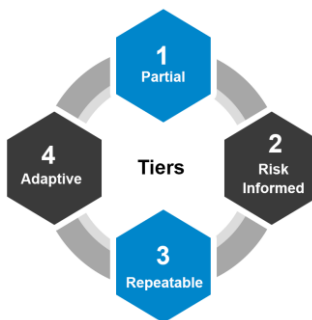 1
Partial
2
Risk
Informed
3
Repeatable
4
Adaptive
Tiers